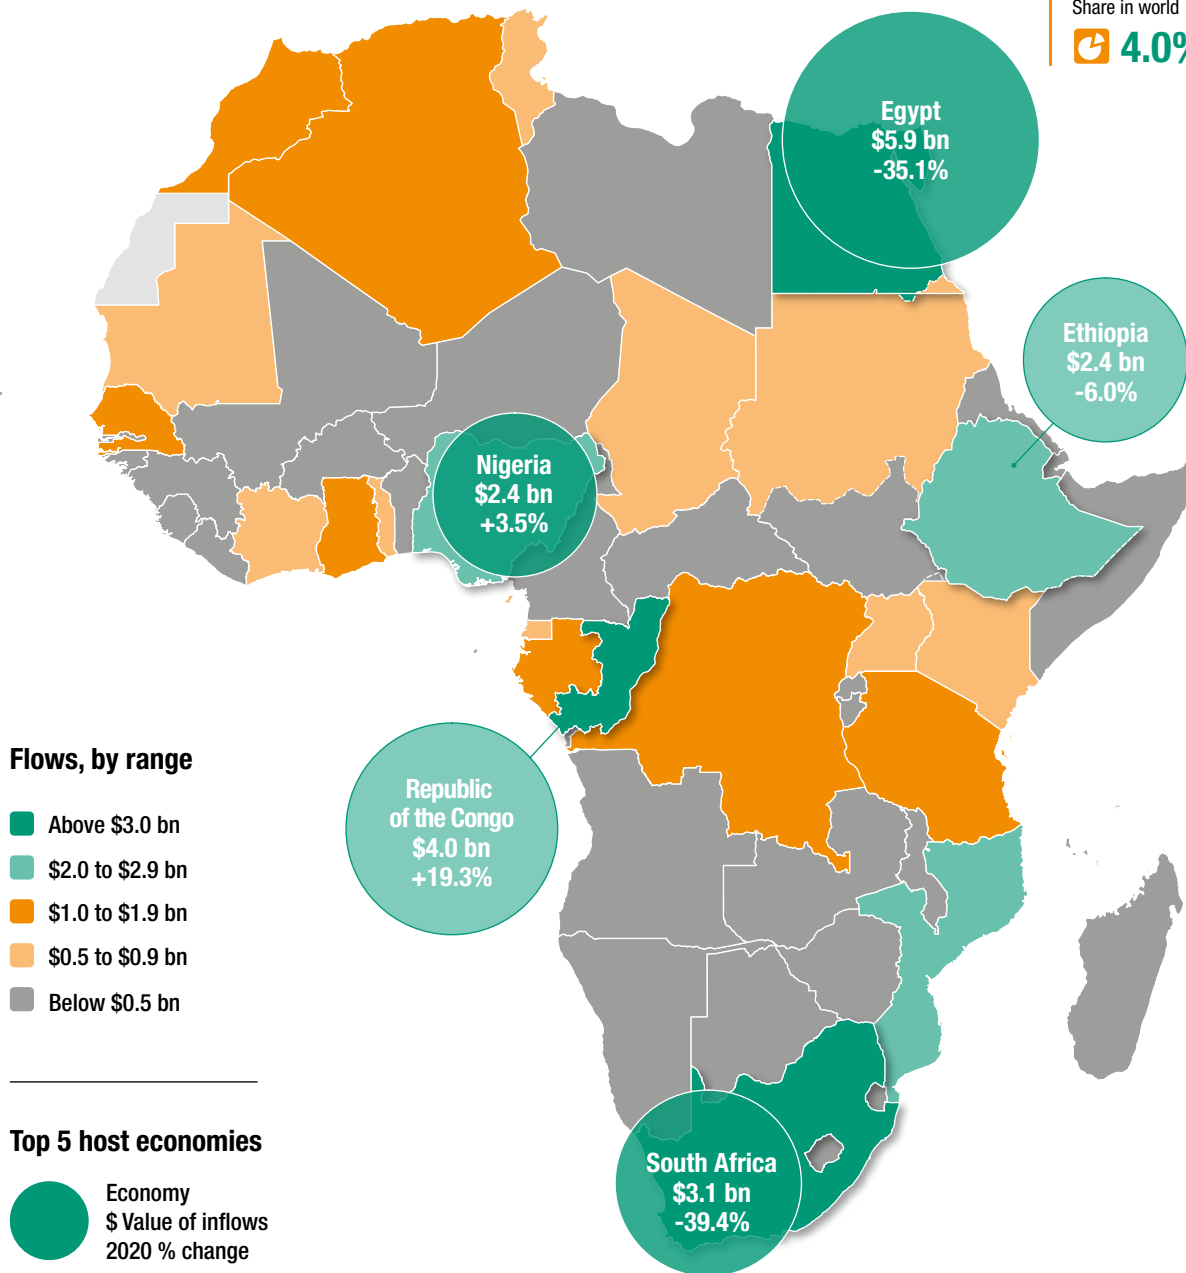 Share in world
4.0%
Egypt
$5.9 bn
-35.1%
Ethiopia
$2.4 bn
-6.0%
Nigeria
$2.4 bn
+3.5%
Republic
of the Congo
$4.0 bn
+19.3%
South Africa
$3.1 bn
-39.4%
Flows, by range
Above $3.0 bn
$2.0 to $2.9 bn
$1.0 to $1.9 bn
$0.5 to $0.9 bn
Below $0.5 bn
Top 5 host economies
Economy
$ Value of inflows
2020 % change